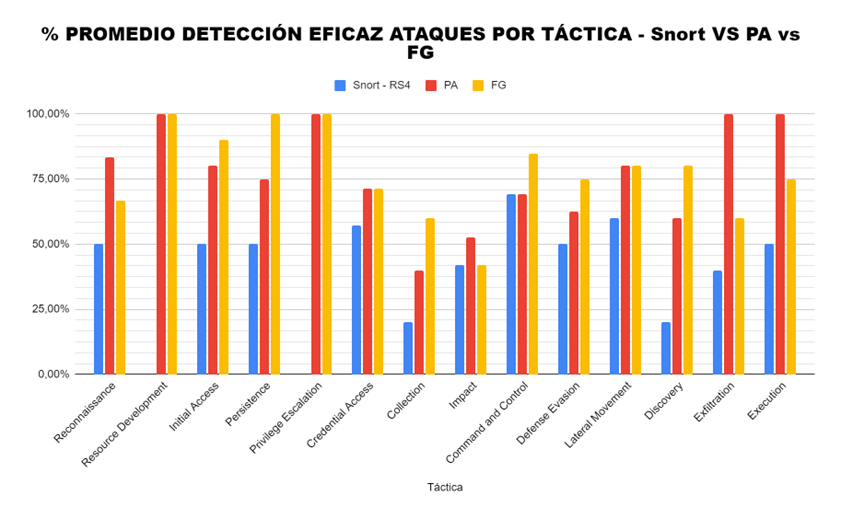 % PROMEDIO DETECCIÓN EFICAZ ATAQUES POR TÁCTICA - Snort VS PA vs
FG
Snort - RS4
PA
FG
100,00%
75,00%
50,00%
25,00%
0,00%
Reconnaissance
Resource Development
Initial Access
Persistence
Privilege Escalation
Credential Access
Collection
Impact
Command and Control
Defense Evasion
Lateral Movement
Discovery
Exfiltration
Execution
Táctica